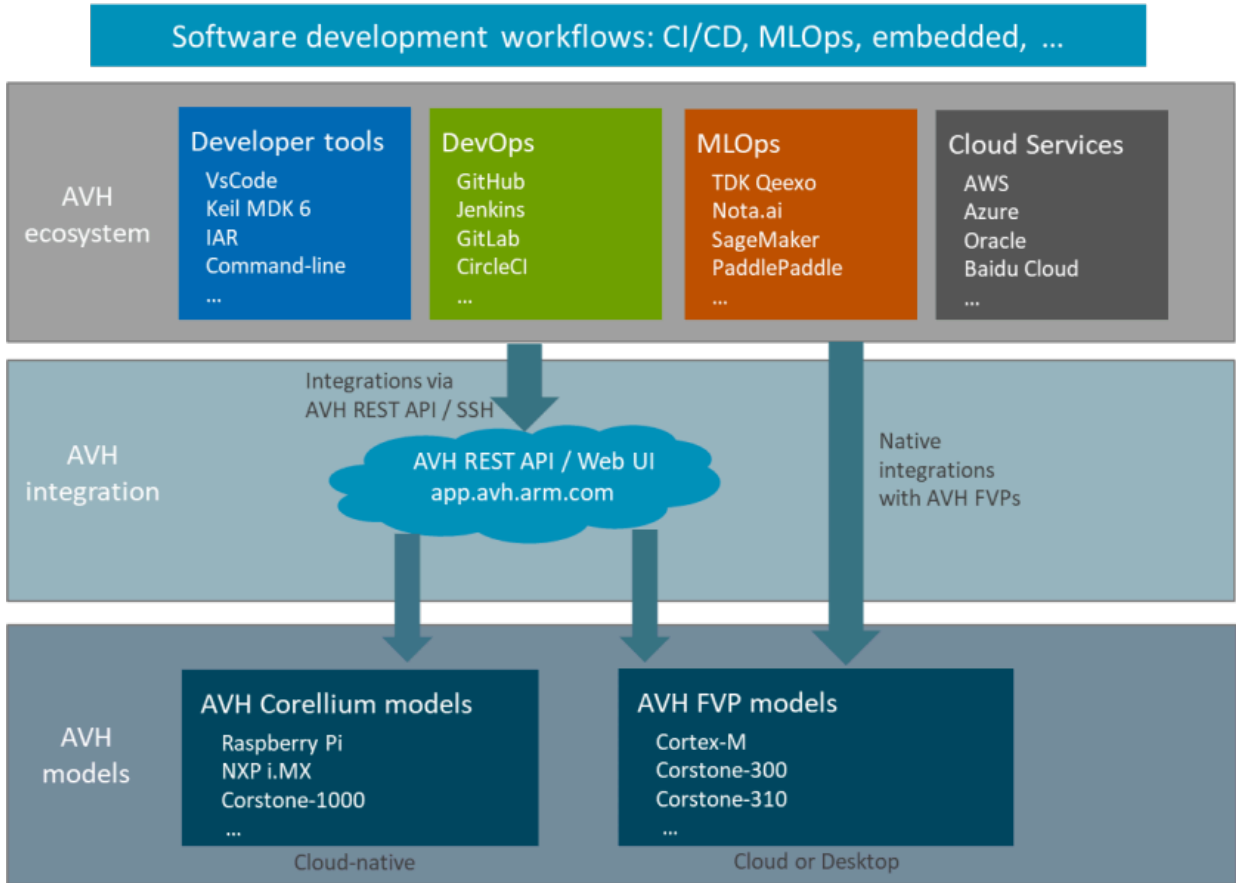 Software development workflows: CI/CD, MLOps, embedded, ...
AVH
ecosystem
Developer tools
VsCode
Keil MDK 6
IAR
Command-line
...
DevOps
GitHub
Jenkins
GitLab
CircleCI
...
MLOps
TDK Qeexo
Nota.ai
SageMaker
PaddlePaddle
...
Cloud Services
AWS
Azure
Oracle
Baidu Cloud
...
AVH
integration
Integrations via
AVH REST API / SSH
AVH REST API / Web UI
app.avh.arm.com
Native
integrations
with AVH FVPs
AVH
models
AVH Corellium models
Raspberry Pi
NXP i.MX
Corstone-1000
...
Cloud-native
AVH FVP models
Cortex-M
Corstone-300
Corstone-310
...
Cloud or Desktop